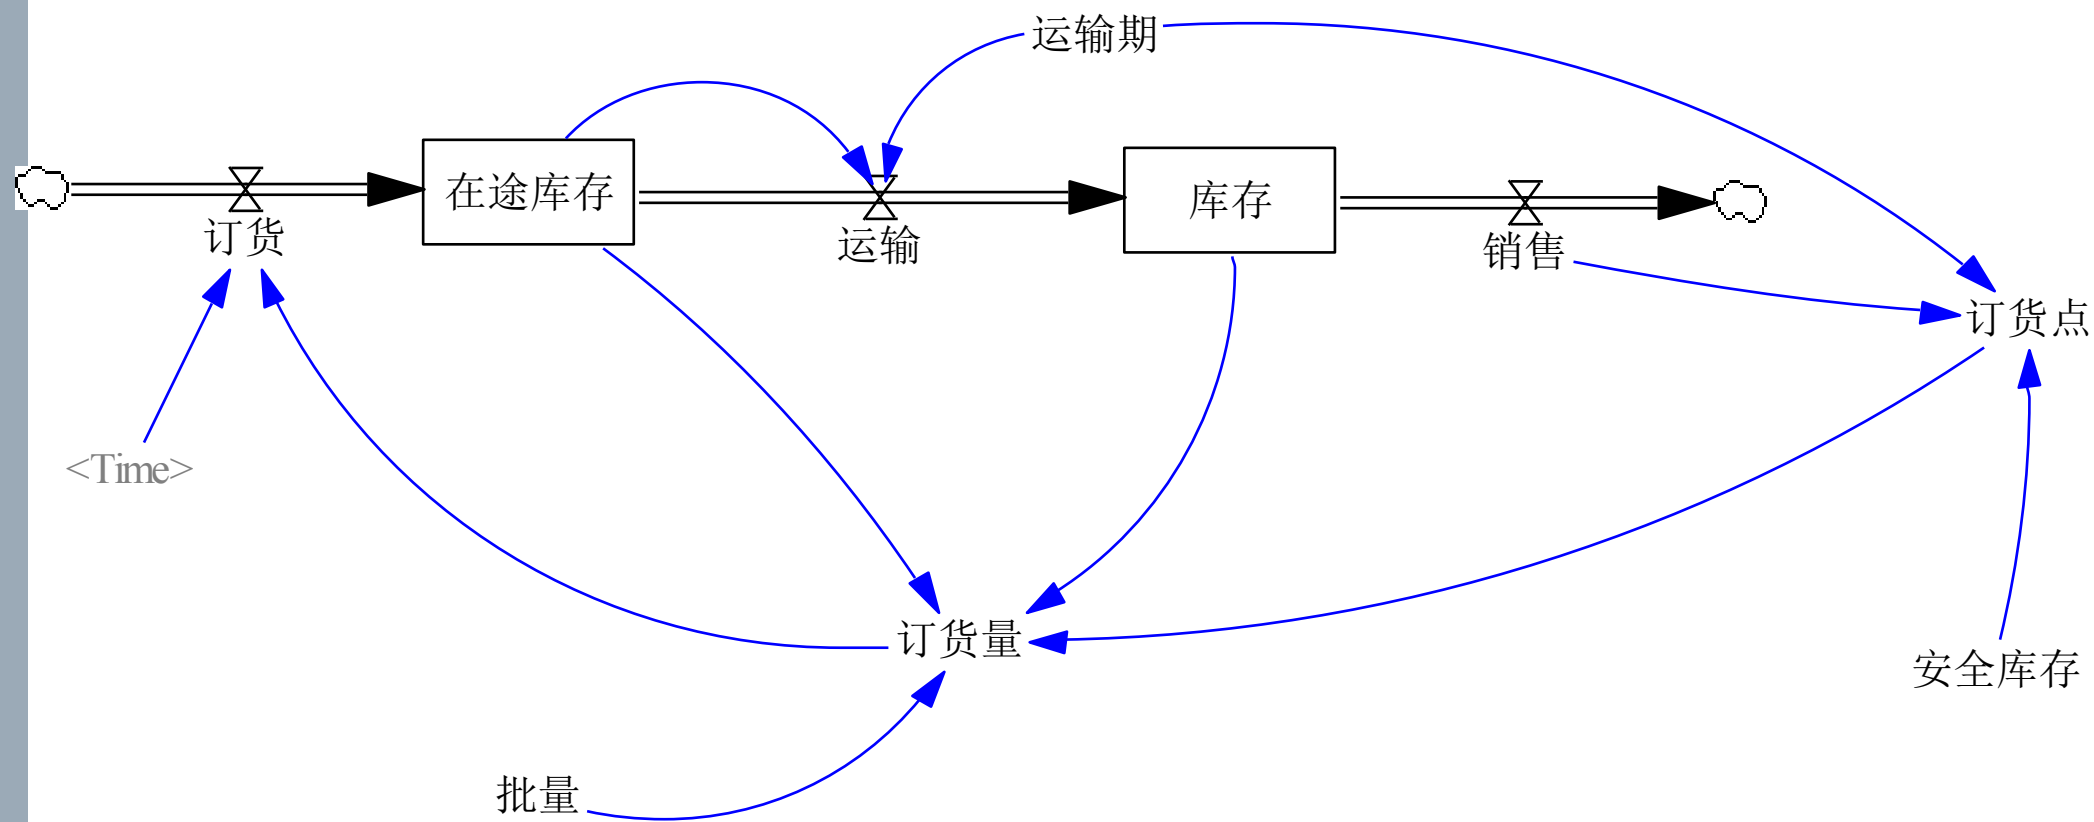 运输期
在途库存
库存
订货
运输
销售
订货点
<Time>
订货量
安全库存
批量